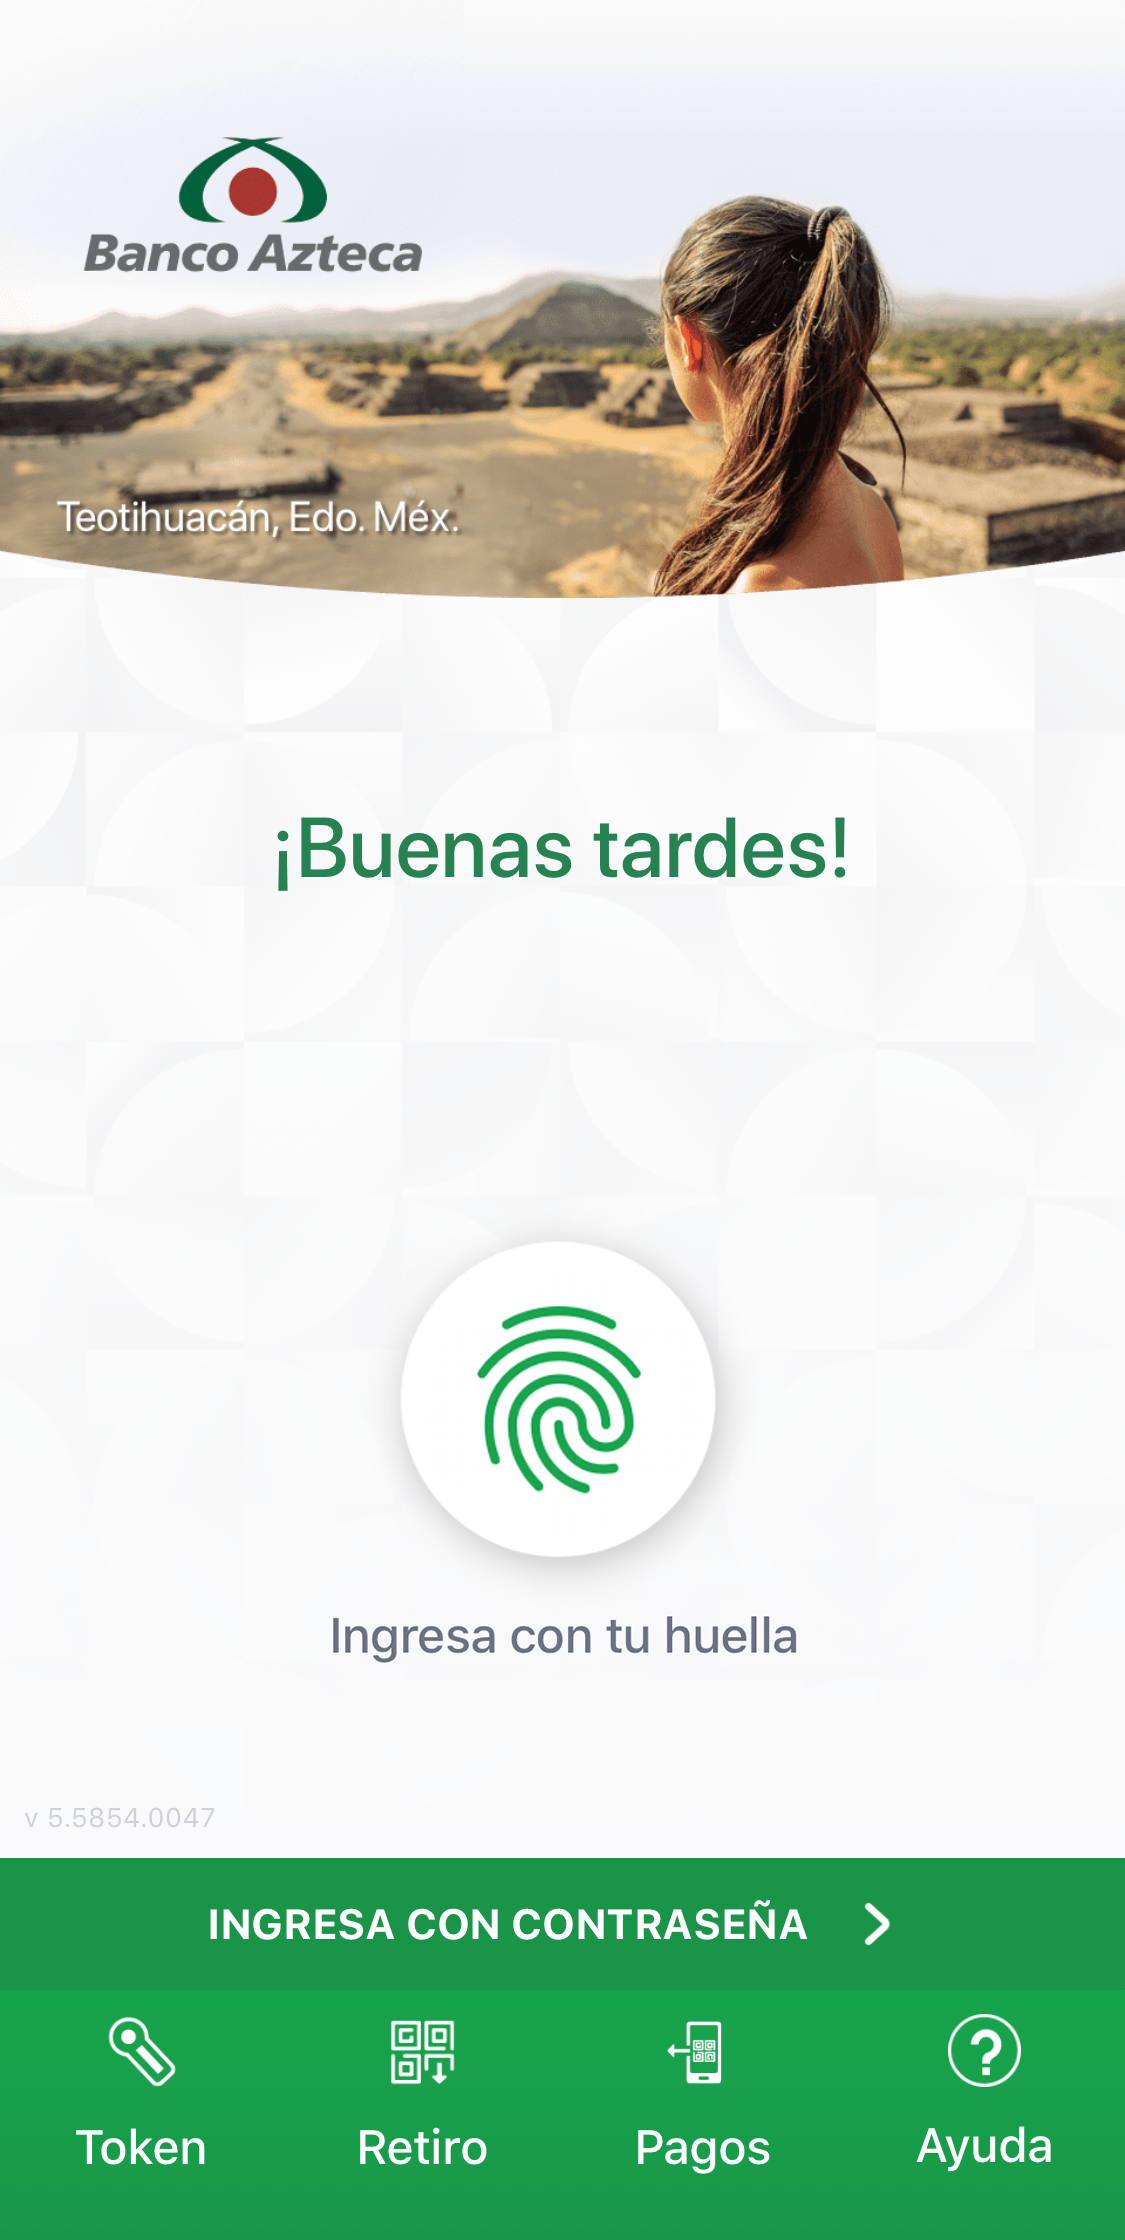 Banco Azteca
Teotihuacán, Edo. Méx.
¡Buenas tardes!
Ingresa con tu huella
v 5.5854.0047
INGRESA CON CONTRASEÑA
Token
Retiro
Pagos
Ayuda